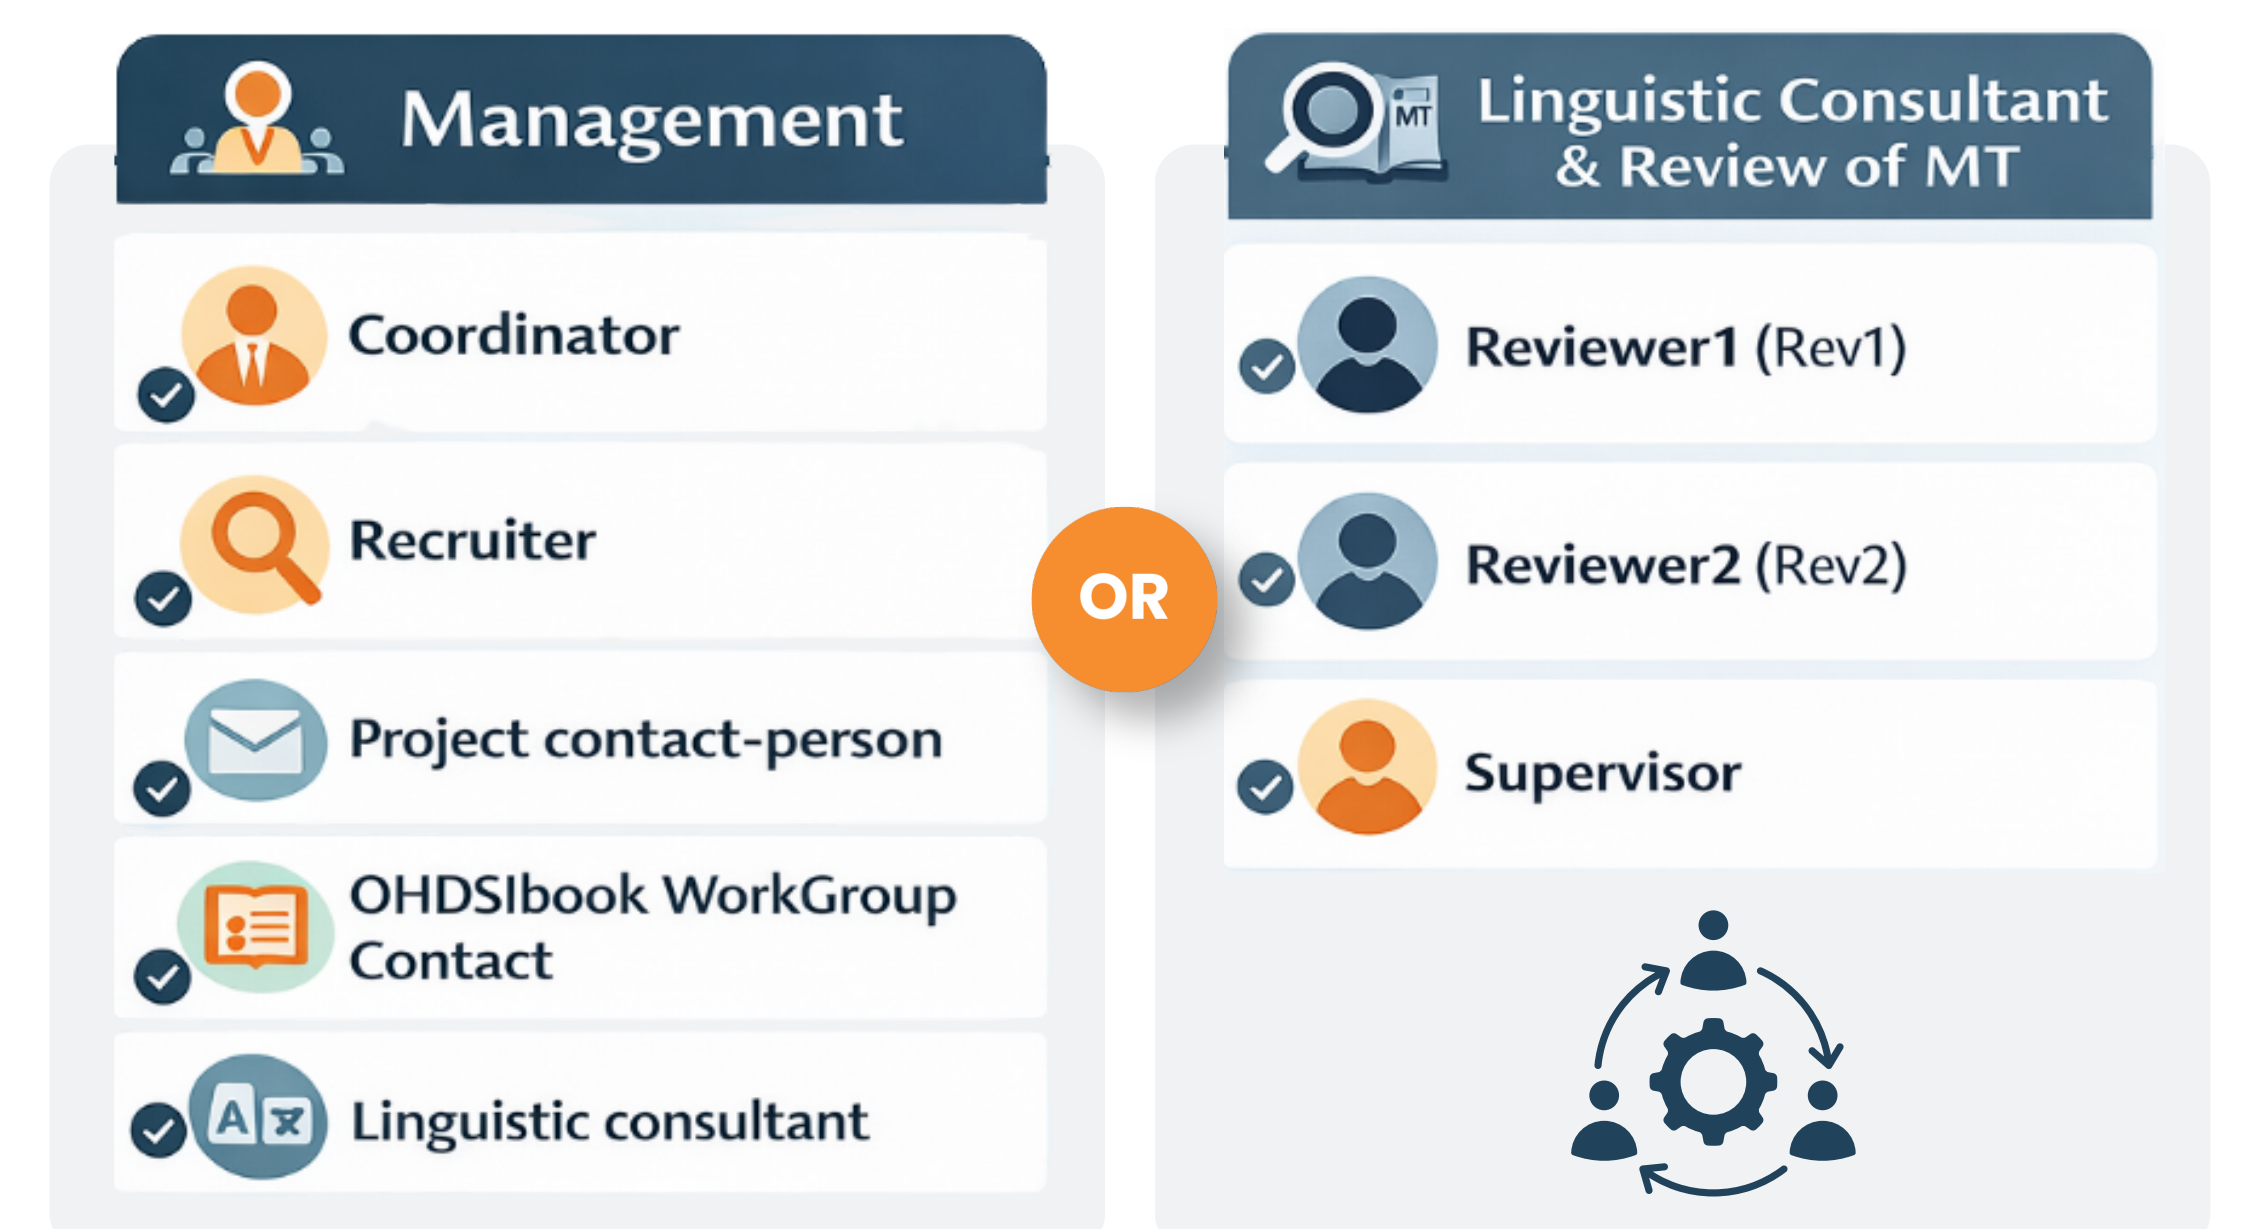 Management
Coordinator
Recruiter
Project contact-person
OHDSIbook WorkGroup
Contact
Linguistic consultant
OR
MT
Linguistic Consultant
& Review of MT
Reviewer1 (Rev1)
Reviewer2 (Rev2)
Supervisor